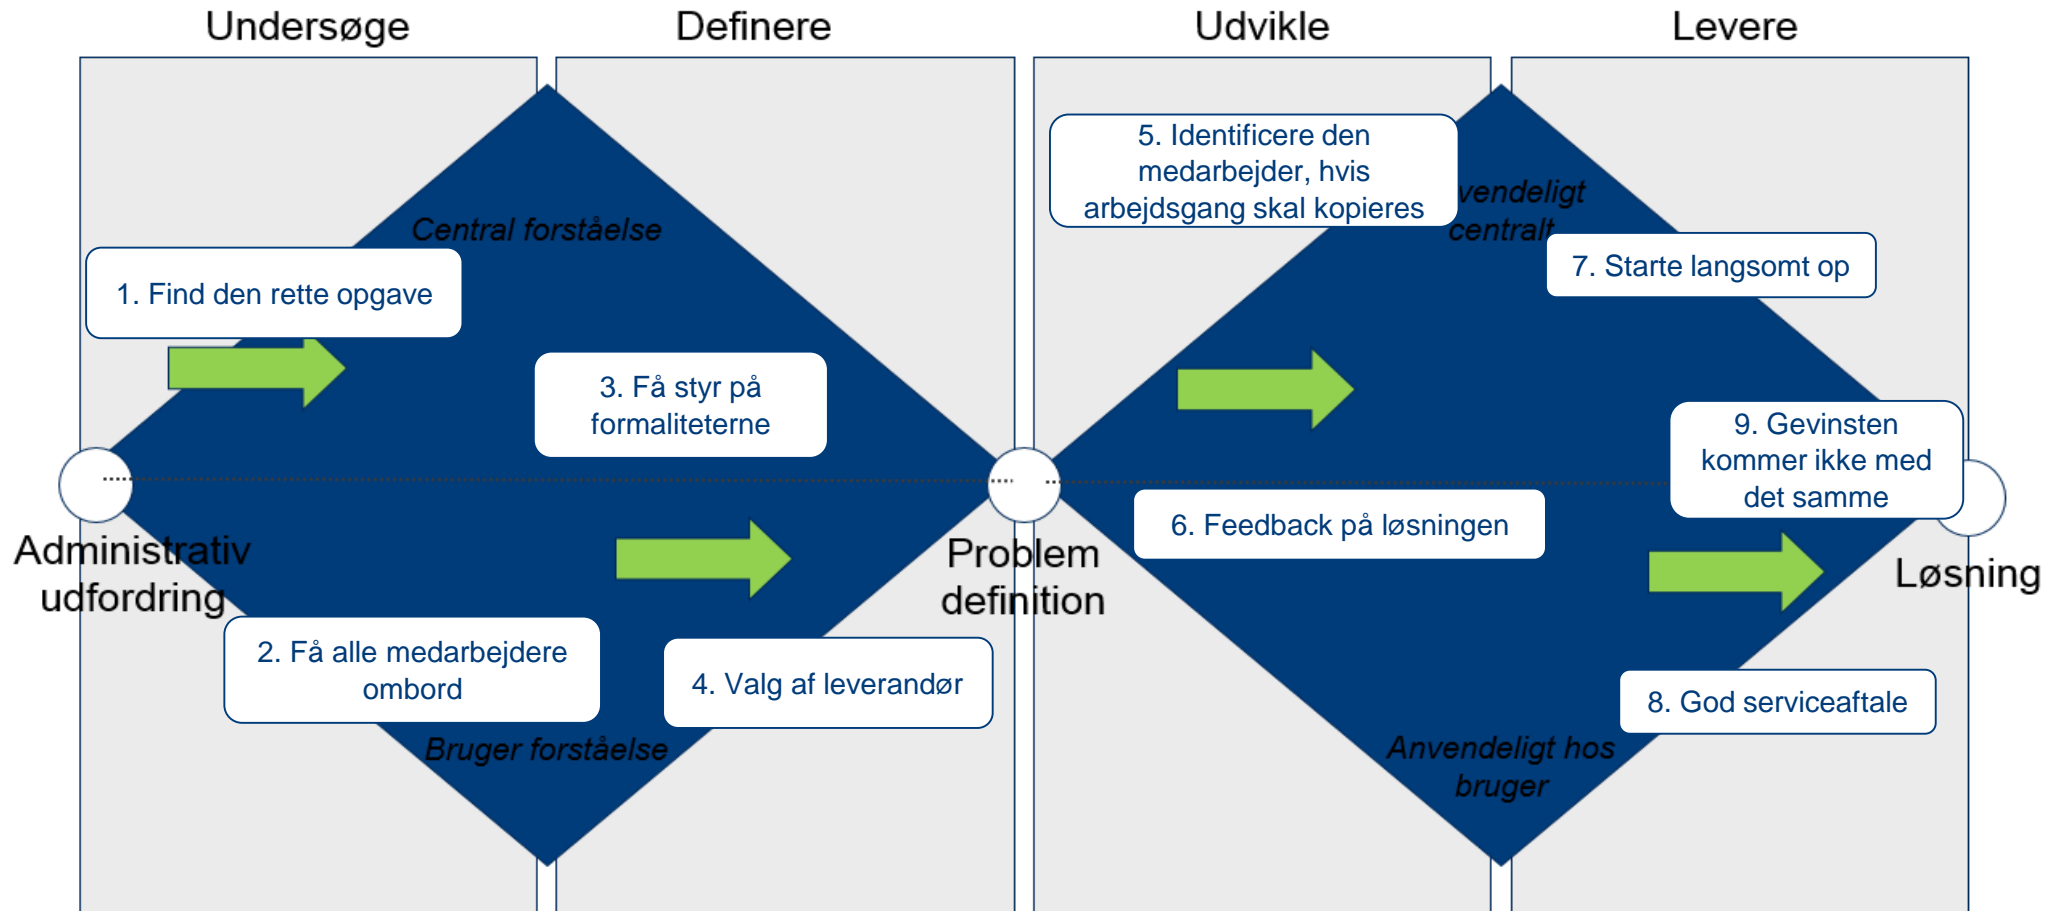 Undersøge
Definere
Udvikle
Levere
Central forståelse
1. Find den rette opgave
3. Få styr på
formaliteterne
Administrativ
udfordring
2. Få alle medarbejdere
ombord
4. Valg af leverandør
Bruger forståelse
Problem
definition
5. Identificere den
medarbejder, hvis
arbejdsgang skal kopieres
vendeligt
centralt
7. Starte langsomt op
9. Gevinsten
kommer ikke med
det samme
6. Feedback på løsningen
Løsning
8. God serviceaftale
Anvendeligt hos
bruger